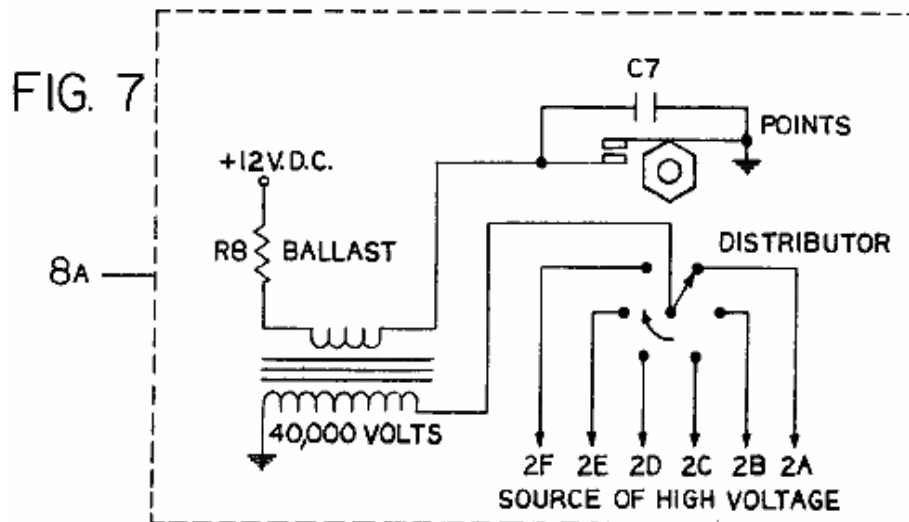 FIG. 7
C7
POINTS
+12V.D.C.
R8 BALLAST
DISTRIBUTOR
8A
40,000 VOLTS
2F 2E 2D 2C 2B 2A
SOURCE OF HIGH VOLTAGE